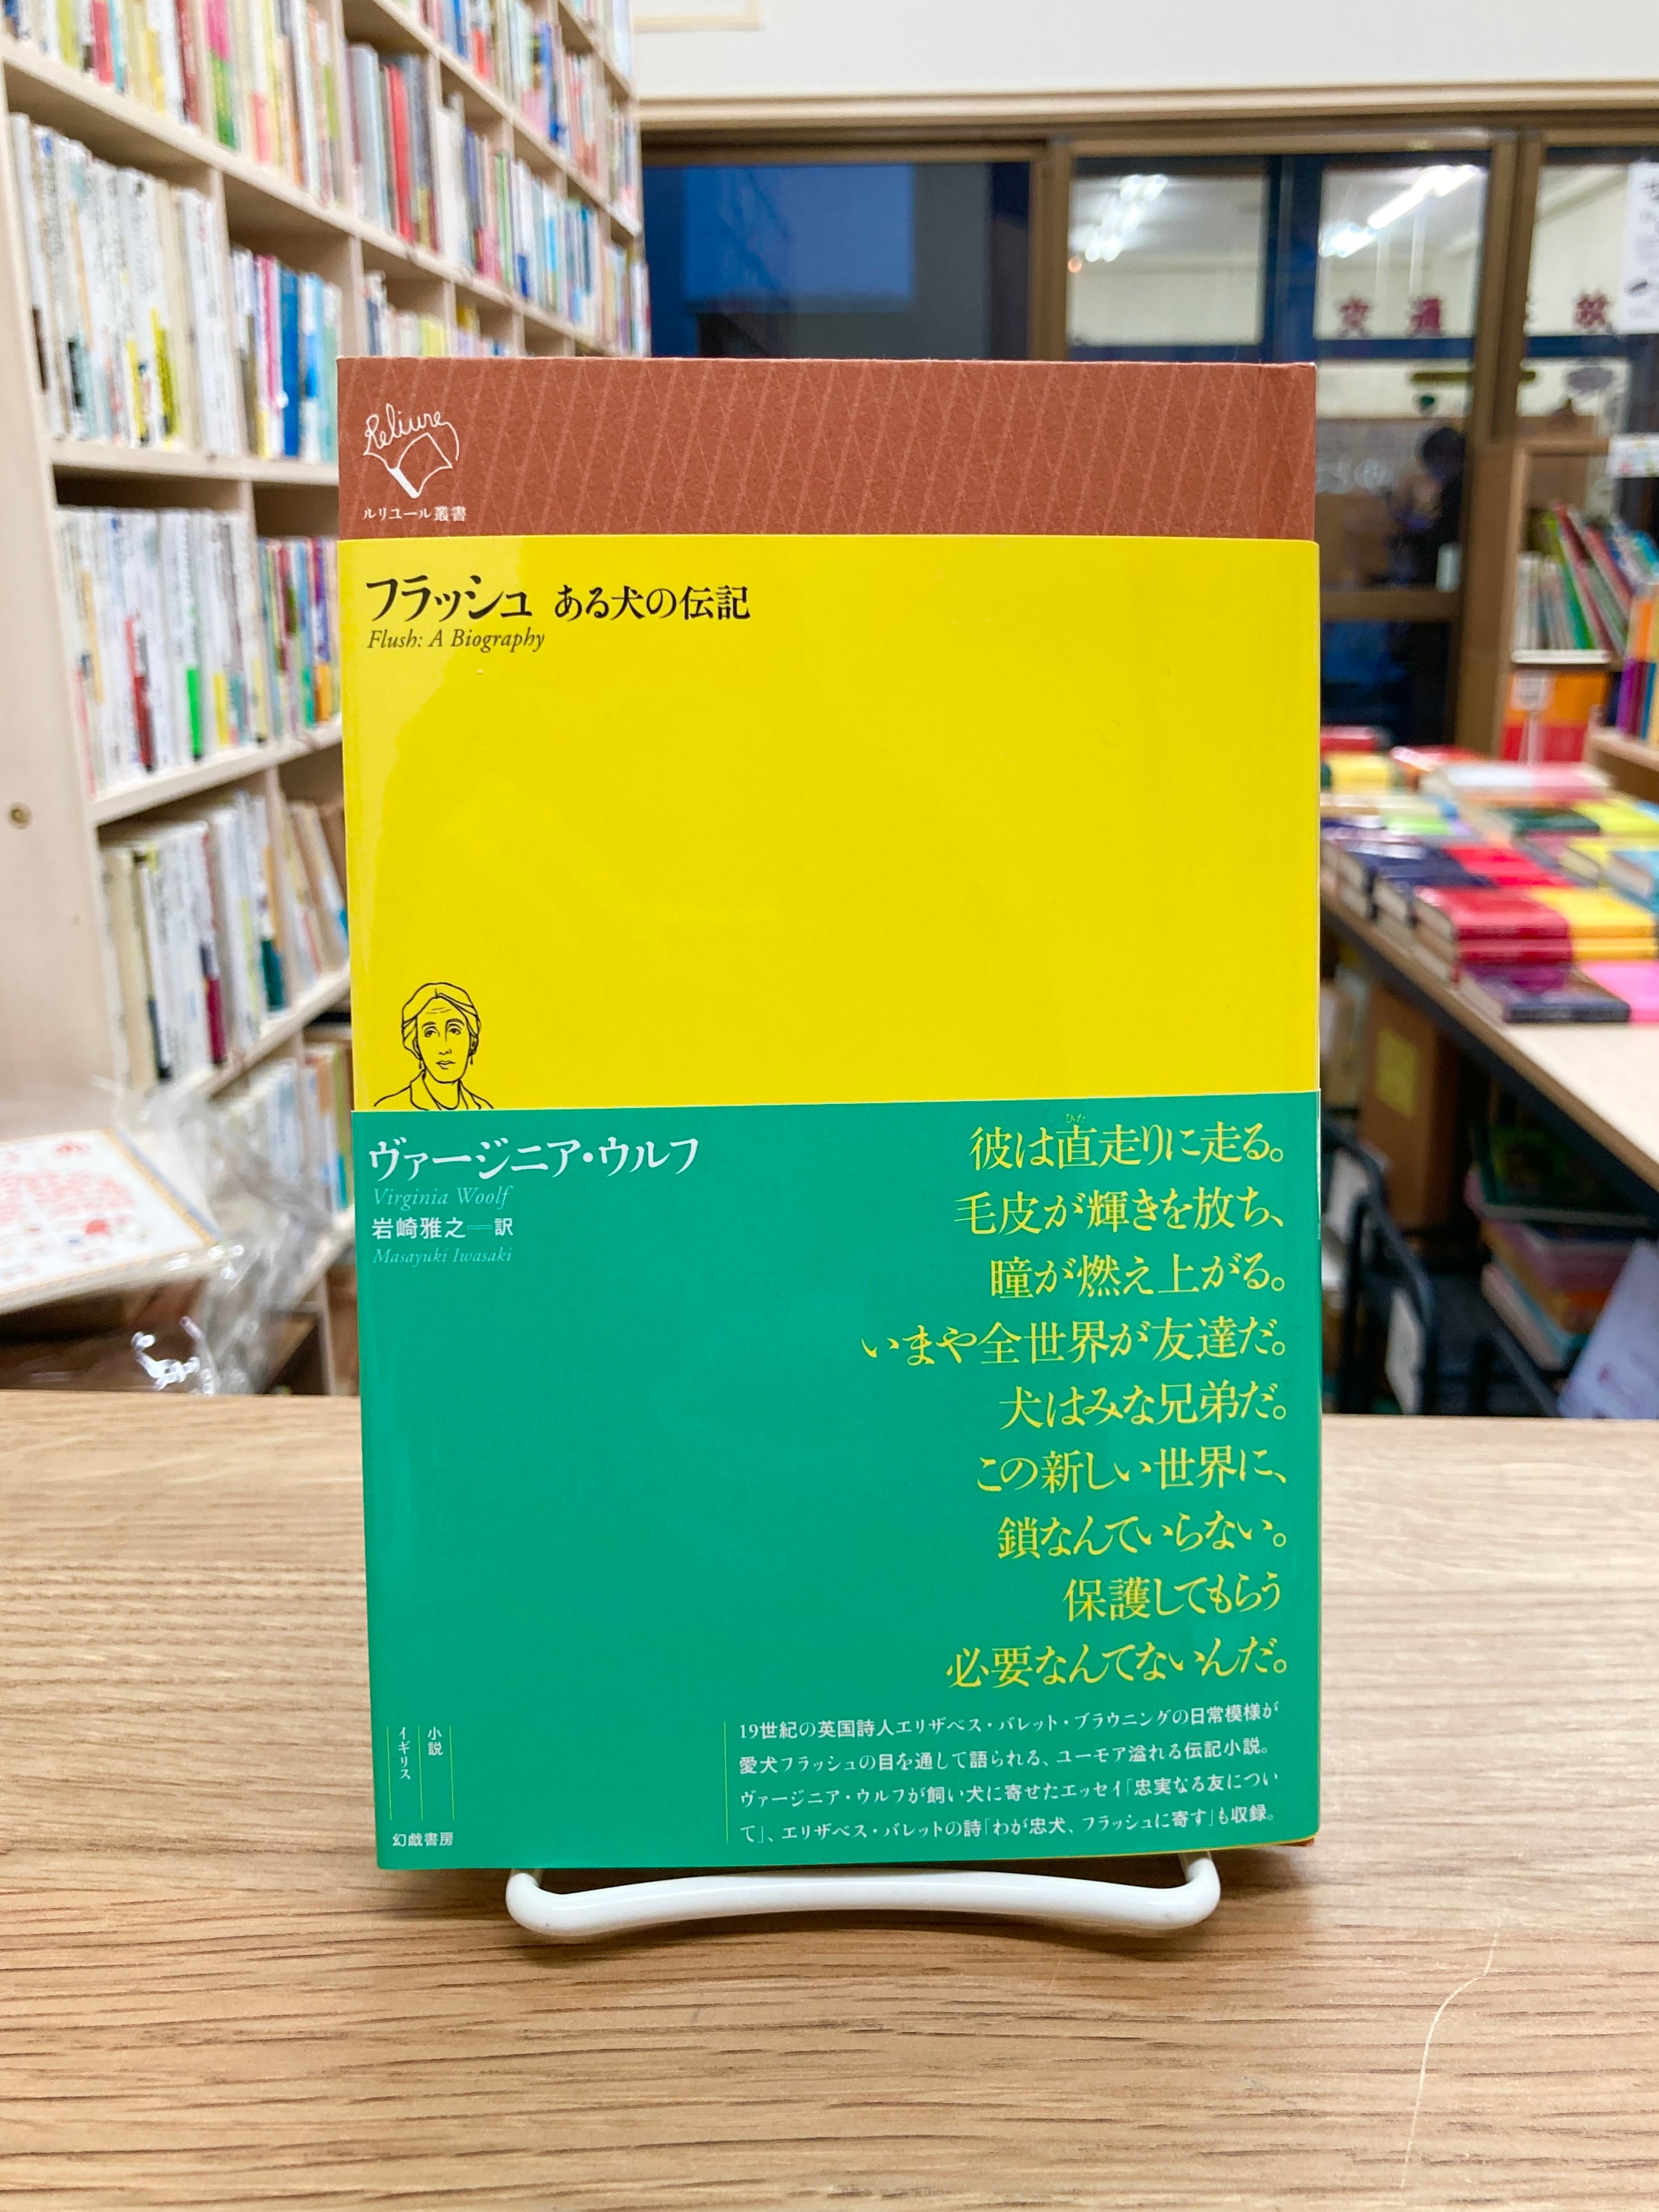 Reliure
ルリユール叢書
フラッシュ ある犬の伝記
Flush: A Biography
ヴァージニア・ウルフ
Virginia Woolf
岩崎雅之──訳
Masayuki Iwasaki
ひた
彼は直走りに走る。
毛皮が輝きを放ち、
瞳が燃え上がる。
いまや全世界が友達だ。
犬はみな兄弟だ。
この新しい世界に、
鎖なんていらない。
保護してもらう
必要なんてないんだ。
19世紀の英国詩人エリザベス・バレット・ブラウニングの日常模様が
愛犬フラッシュの目を通して語られる、ユーモア溢れる伝記小説。
ヴァージニア・ウルフが飼い犬に寄せたエッセイ「忠実なる友につい
て」、エリザベス・バレットの詩「わが忠犬、フラッシュに寄す」も収録。
小説
イギリス
幻戯書房
交通
故